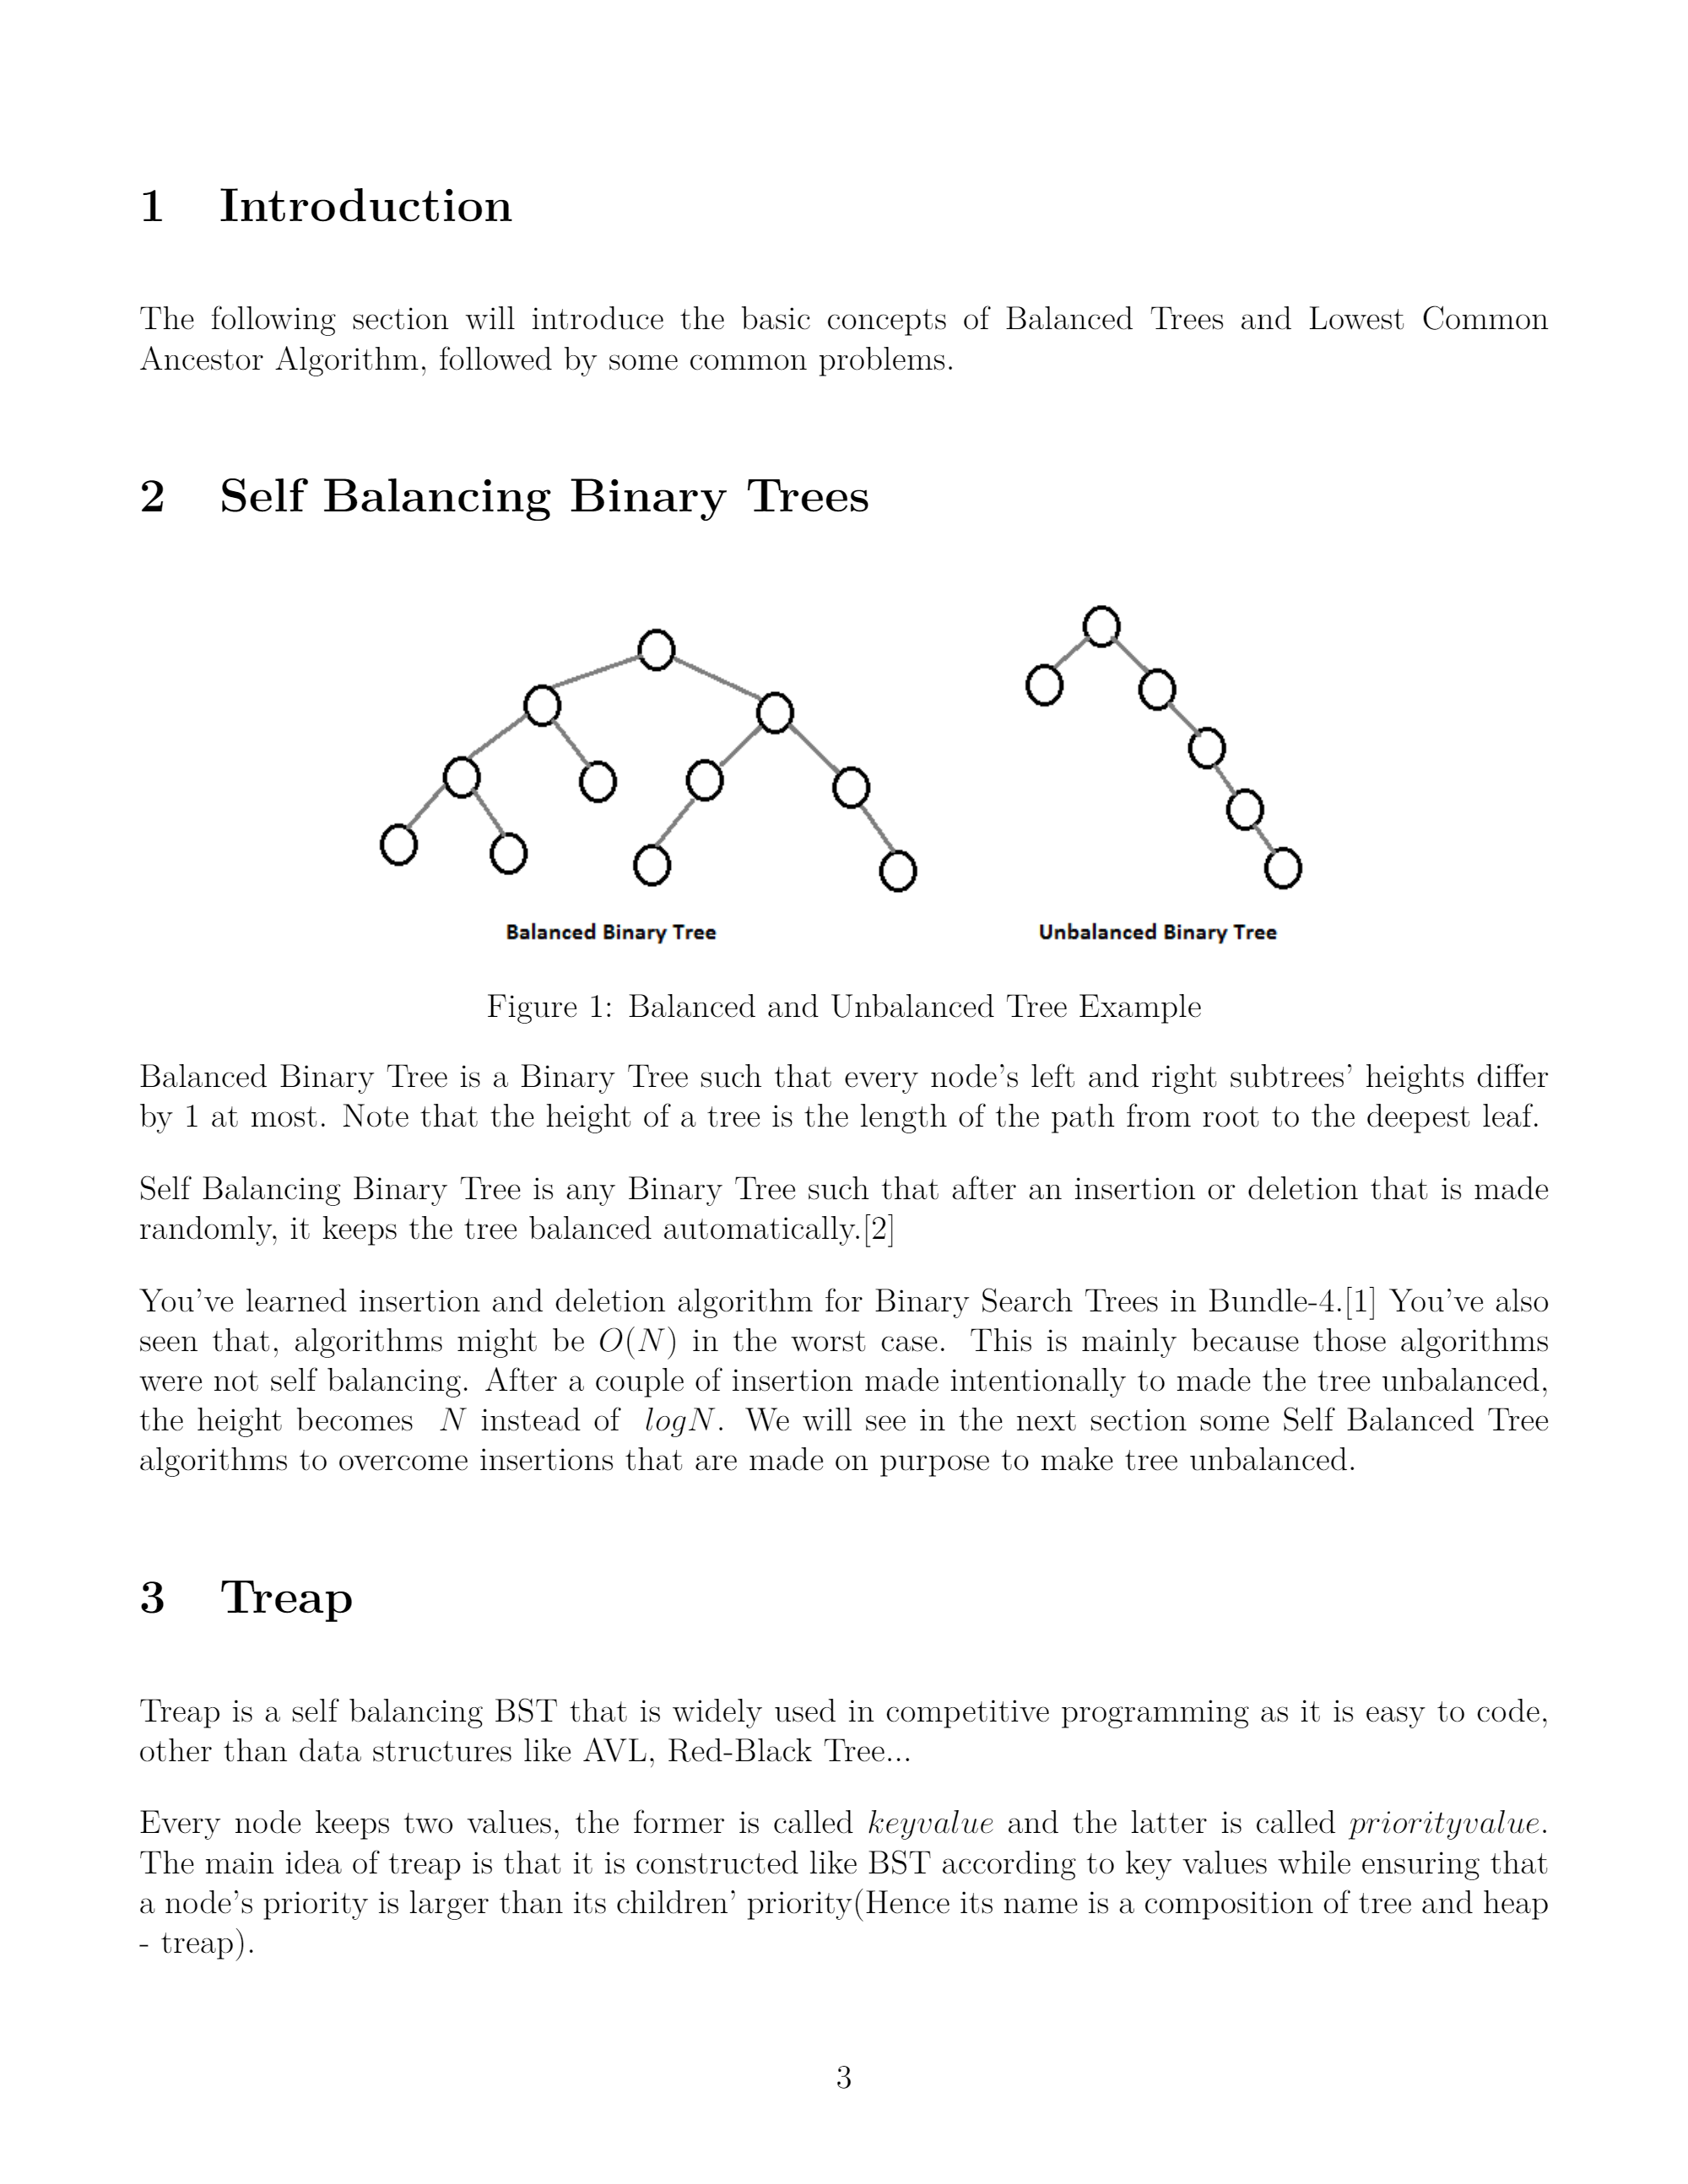 1 Introduction
The following section will introduce the basic concepts of Balanced Trees and Lowest Common
Ancestor Algorithm, followed by some common problems.
2 Self Balancing Binary Trees
Balanced Binary Tree
Unbalanced Binary Tree
Figure 1: Balanced and Unbalanced Tree Example
Balanced Binary Tree is a Binary Tree such that every node's left and right subtrees' heights differ
by 1 at most. Note that the height of a tree is the length of the path from root to the deepest leaf.
Self Balancing Binary Tree is any Binary Tree such that after an insertion or deletion that is made
randomly, it keeps the tree balanced automatically.[2]
You've learned insertion and deletion algorithm for Binary Search Trees in Bundle-4.[1] You've also
seen that, algorithms might be O(N) in the worst case. This is mainly because those algorithms
were not self balancing. After a couple of insertion made intentionally to made the tree unbalanced,
the height becomes N instead of logN. We will see in the next section some Self Balanced Tree
algorithms to overcome insertions that are made on purpose to make tree unbalanced.
3 Treap
Treap is a self balancing BST that is widely used in competitive programming as it is easy to code,
other than data structures like AVL, Red-Black Tree...
Every node keeps two values, the former is called keyvalue and the latter is called priorityvalue.
The main idea of treap is that it is constructed like BST according to key values while ensuring that
a node's priority is larger than its children' priority(Hence its name is a composition of tree and heap
- treap).
3